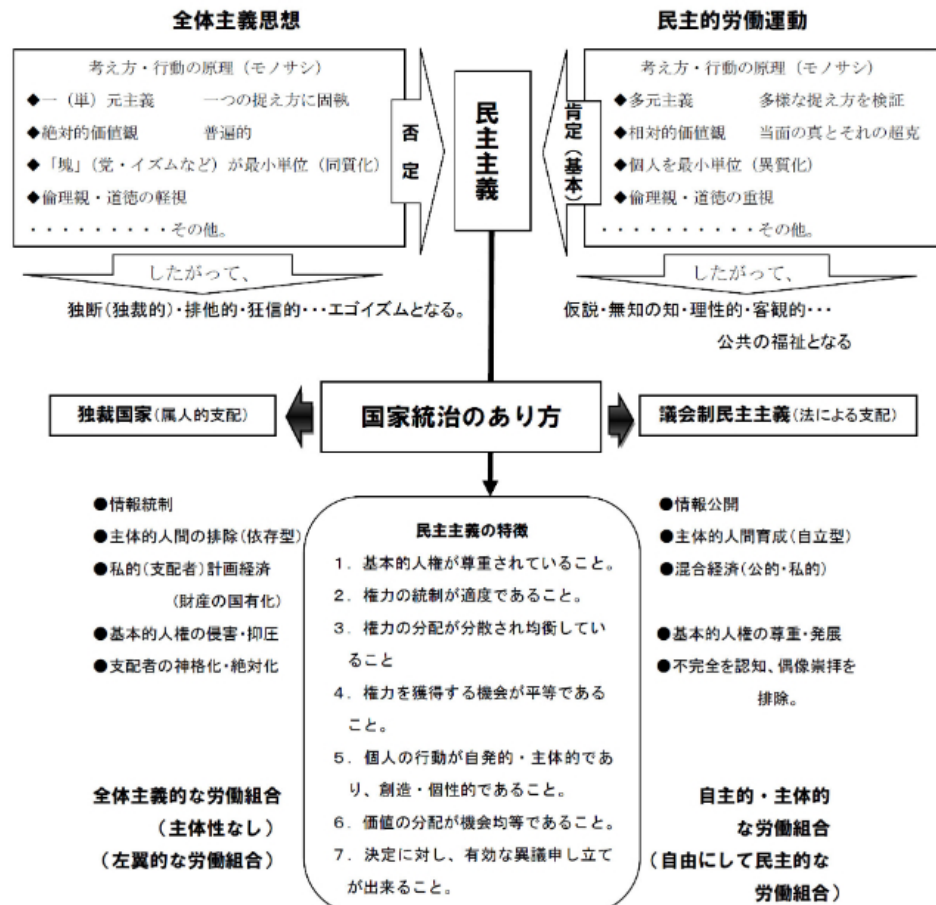 全体主義思想
考え方・行動の原理（モノサシ）
◆一（単）元主義　　一つの捉え方に固執
◆絶対的価値観　　普遍的
◆「塊」（党・イズムなど）が最小単位（同質化）
◆倫理観・道徳の軽視
・・・・・・・・・・その他。
否定
したがって、
独断（独裁的）・排他的・狂信的・・・エゴイズムとなる。
民主主義
民主的労働運動
考え方・行動の原理（モノサシ）
◆多元主義　　多様な捉え方を検証
◆相対的価値観　当面の真とそれの超克
◆個人を最小単位（異質化）
◆倫理観・道徳の重視
・・・・・・・・・・その他。
肯定（基本）
したがって、
仮説・無知の知・理性的・客観的・・・
公共の福祉となる
独裁国家（属人的支配）
国家統治のあり方
議会制民主主義（法による支配）
●情報統制
●主体的人間の排除（依存型）
●私的（支配者）計画経済
（財産の国有化）
●基本的人権の侵害・抑圧
●支配者の神格化・絶対化
全体主義的な労働組合
（主体性なし）
（左翼的な労働組合）
民主主義の特徴
１．基本的人権が尊重されていること。
２．権力の統制が適度であること。
３．権力の分配が分散され均衡してい
ること
４．権力を獲得する機会が平等である
こと。
５．個人の行動が自発的・主体的であ
り、創造・個性的であること。
６．価値の分配が機会均等であること。
７．決定に対し、有効な異議申し立て
が出来ること。
●情報公開
●主体的人間育成（自立型）
●混合経済（公的・私的）
●基本的人権の尊重・発展
●不完全を認知、偶像崇拝を
排除。
自主的・主体的
な労働組合
（自由にして民主的な
労働組合）